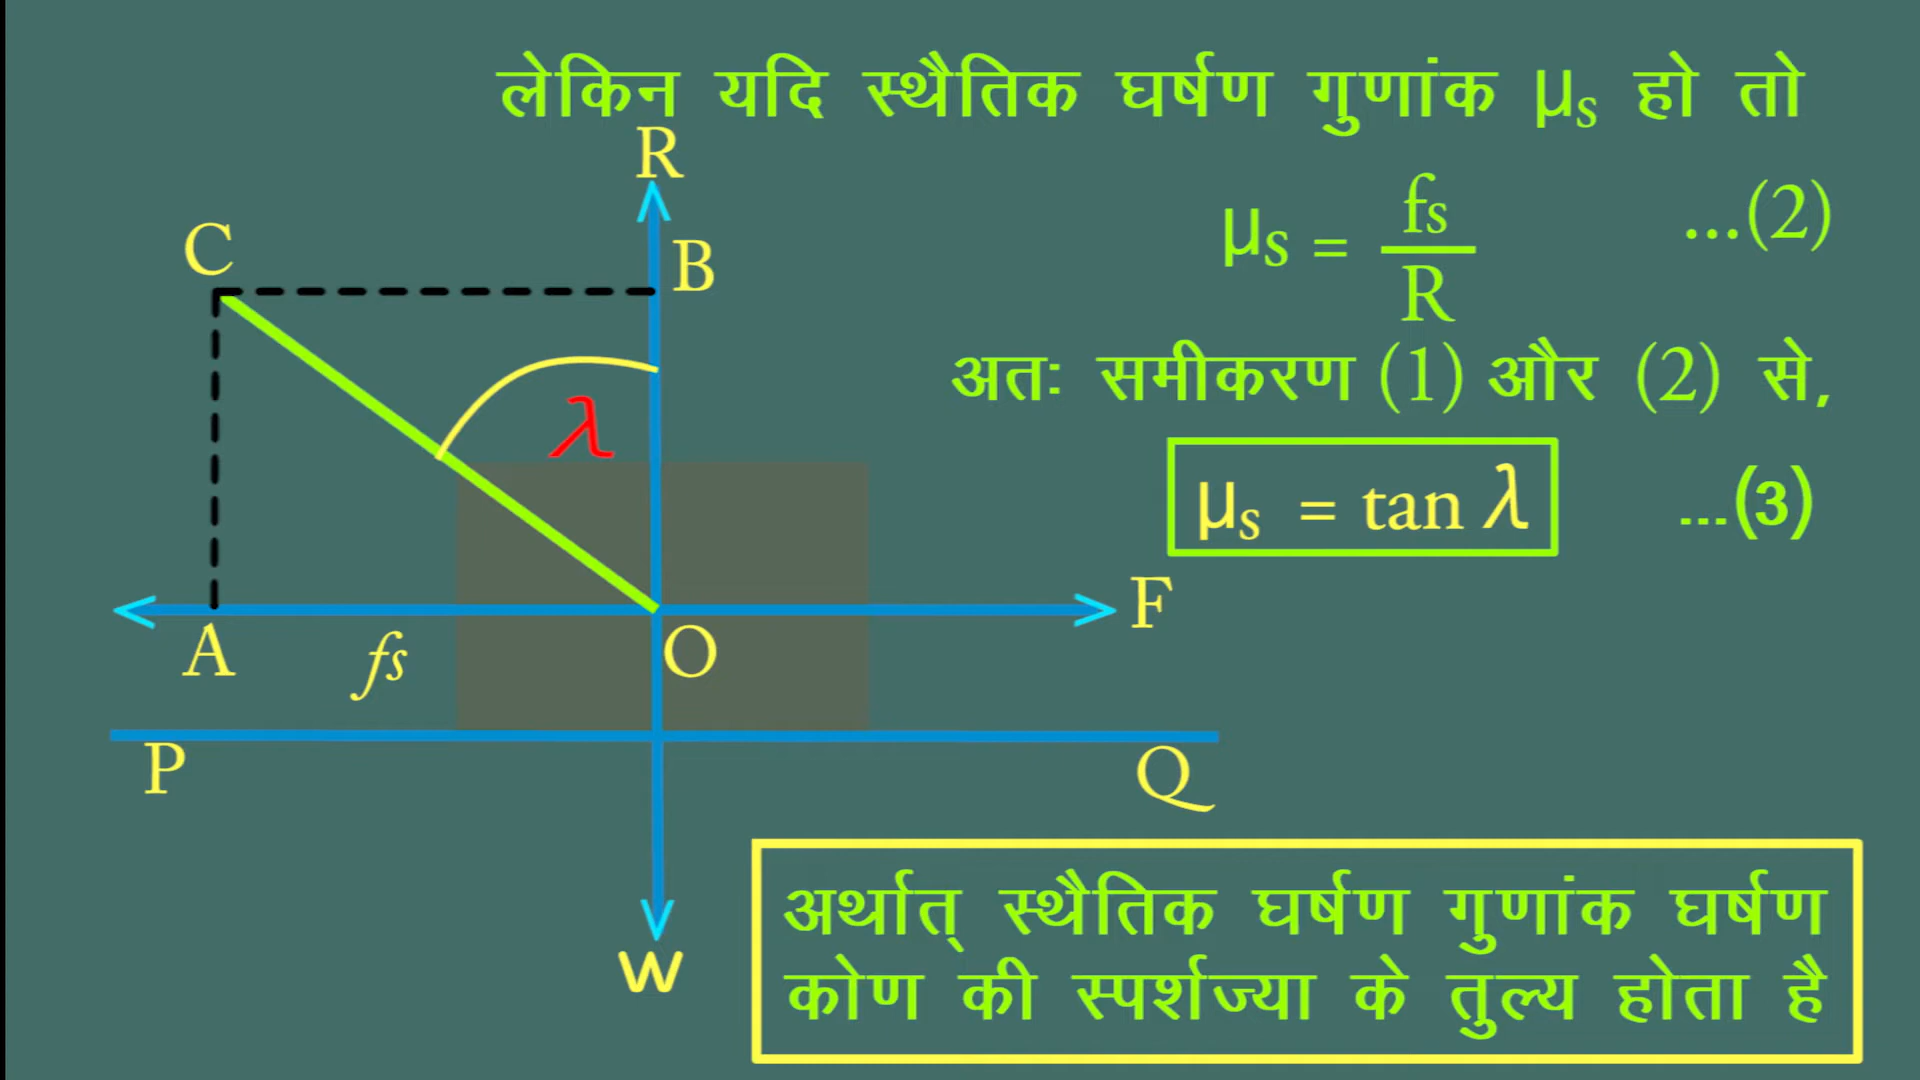 लेकिन यदि स्थैतिक घर्षण गुणांक μs हो तो
R
C
B
μs = fs/R ...(2)
अतः समीकरण (1) और (2) से,
λ
μs = tan λ ...(3)
F
A
fs
O
P
Q
W
अर्थात् स्थैतिक घर्षण गुणांक घर्षण
कोण की स्पर्शज्या के तुल्य होता है